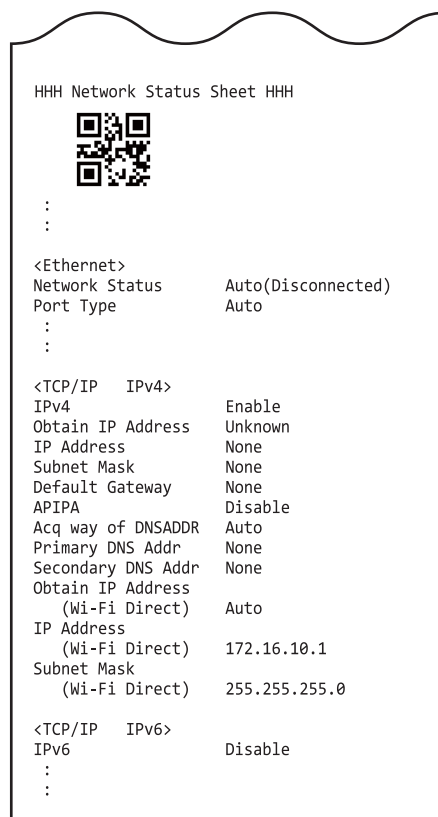 HHH Network Status Sheet HHH
:
:
<Ethernet>
Network Status Auto(Disconnected)
Port Type Auto
:
:
<TCP/IP IPv4>
IPv4 Enable
Obtain IP Address Unknown
IP Address None
Subnet Mask None
Default Gateway None
APIPA Disable
Acq way of DNSADDR Auto
Primary DNS Addr None
Secondary DNS Addr None
Obtain IP Address
(Wi-Fi Direct) Auto
IP Address
(Wi-Fi Direct) 172.16.10.1
Subnet Mask
(Wi-Fi Direct) 255.255.255.0
<TCP/IP IPv6>
IPv6 Disable
:
: